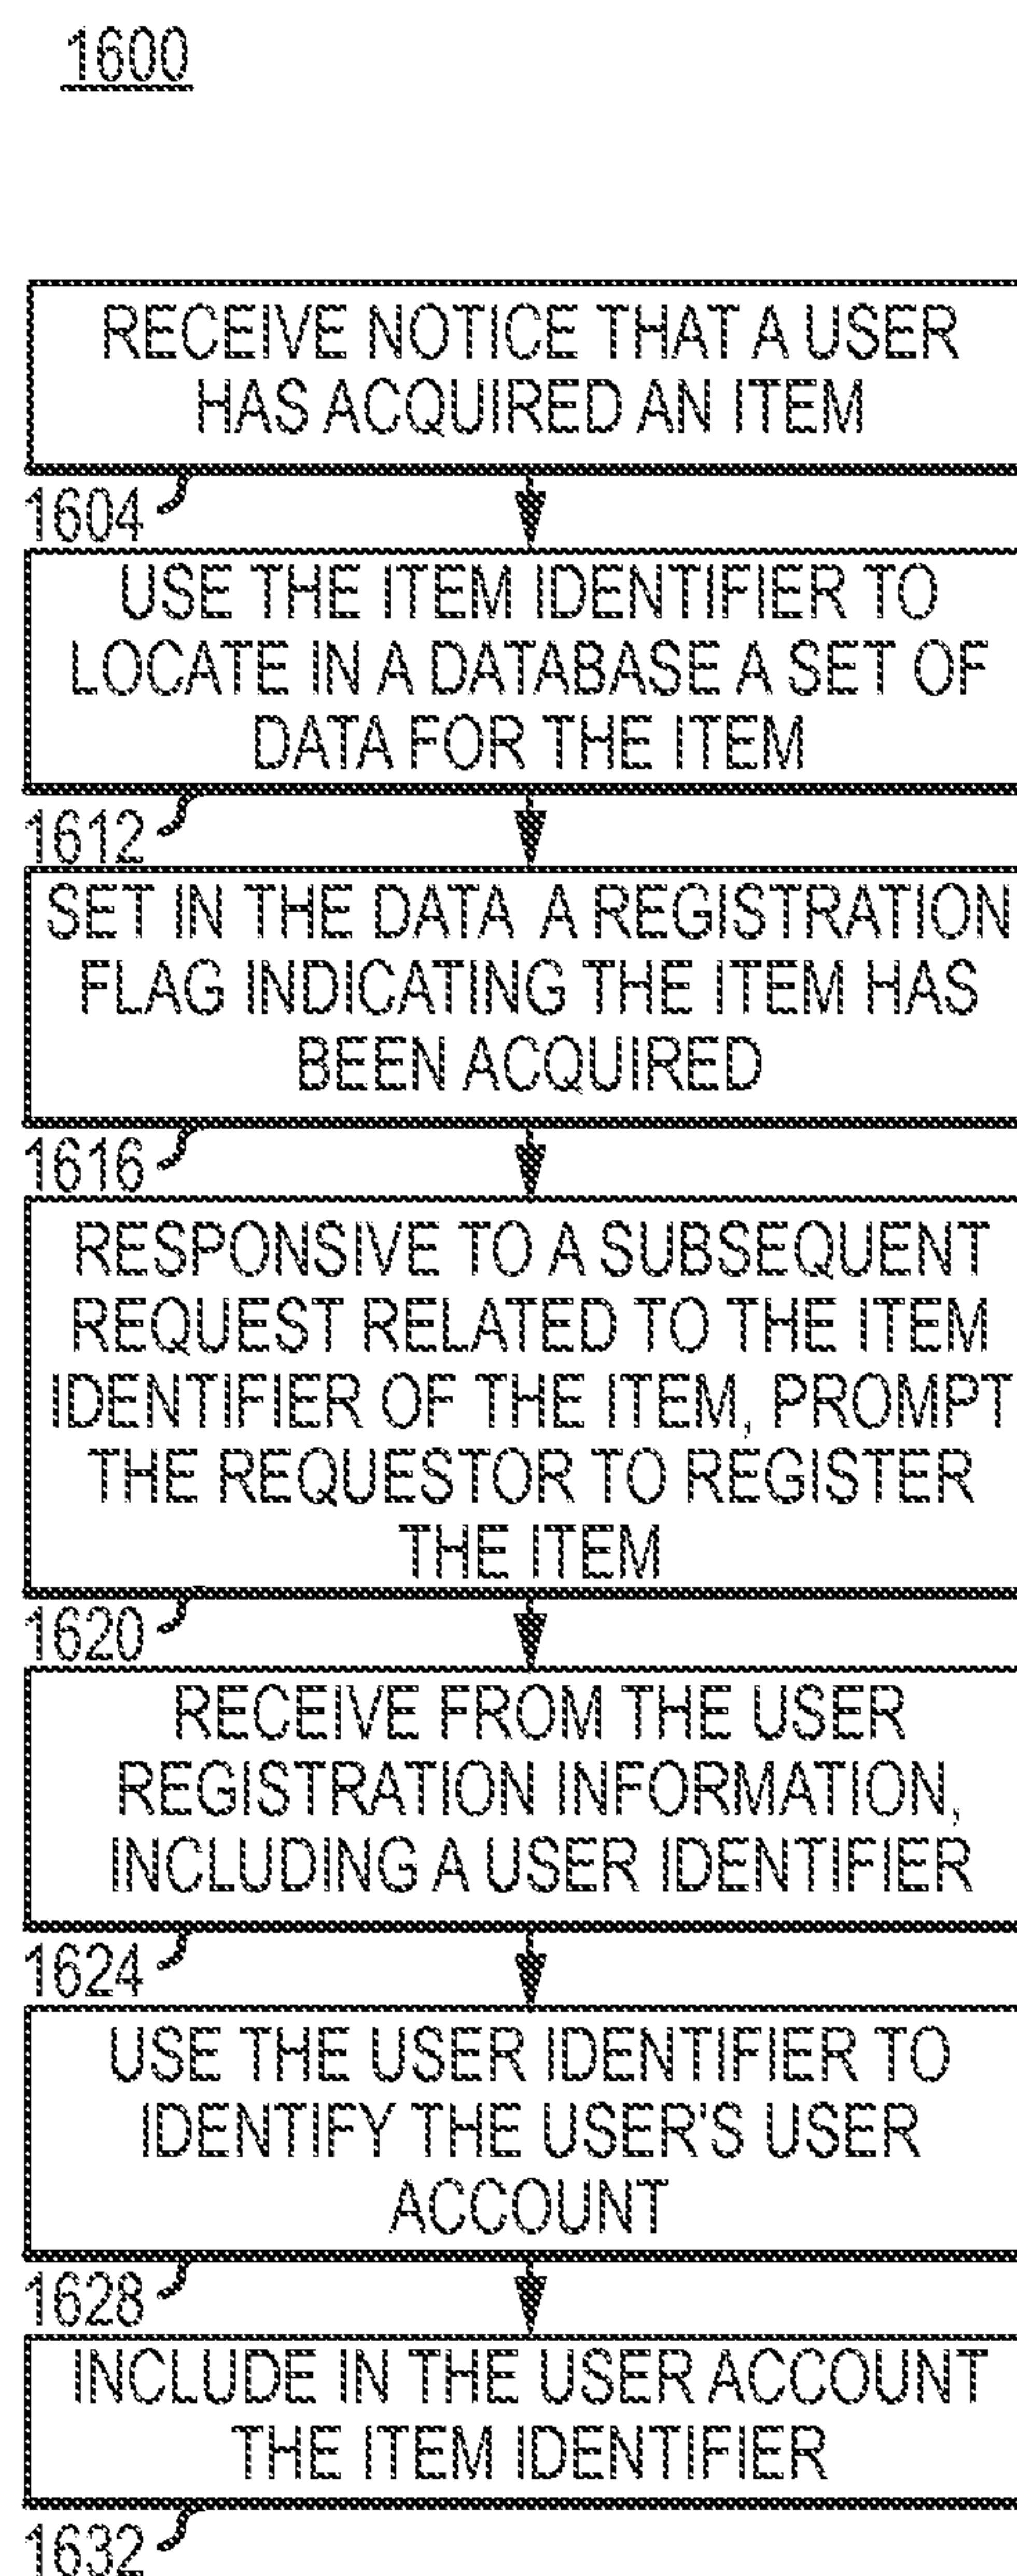 1600
RECEIVE NOTICE THAT A USER
HAS ACQUIRED AN ITEM
1604
USE THE ITEM IDENTIFIER TO
LOCATE IN A DATABASE A SET OF
DATA FOR THE ITEM
1612
SET IN THE DATA A REGISTRATION
FLAG INDICATING THE ITEM HAS
BEEN ACQUIRED
1616
RESPONSIVE TO A SUBSEQUENT
REQUEST RELATED TO THE ITEM
IDENTIFIER OF THE ITEM, PROMPT
THE REQUESTOR TO REGISTER
THE ITEM
1620
RECEIVE FROM THE USER
REGISTRATION INFORMATION,
INCLUDING A USER IDENTIFIER
1624
USE THE USER IDENTIFIER TO
IDENTIFY THE USER'S USER
ACCOUNT
1628
INCLUDE IN THE USER ACCOUNT
THE ITEM IDENTIFIER
1632